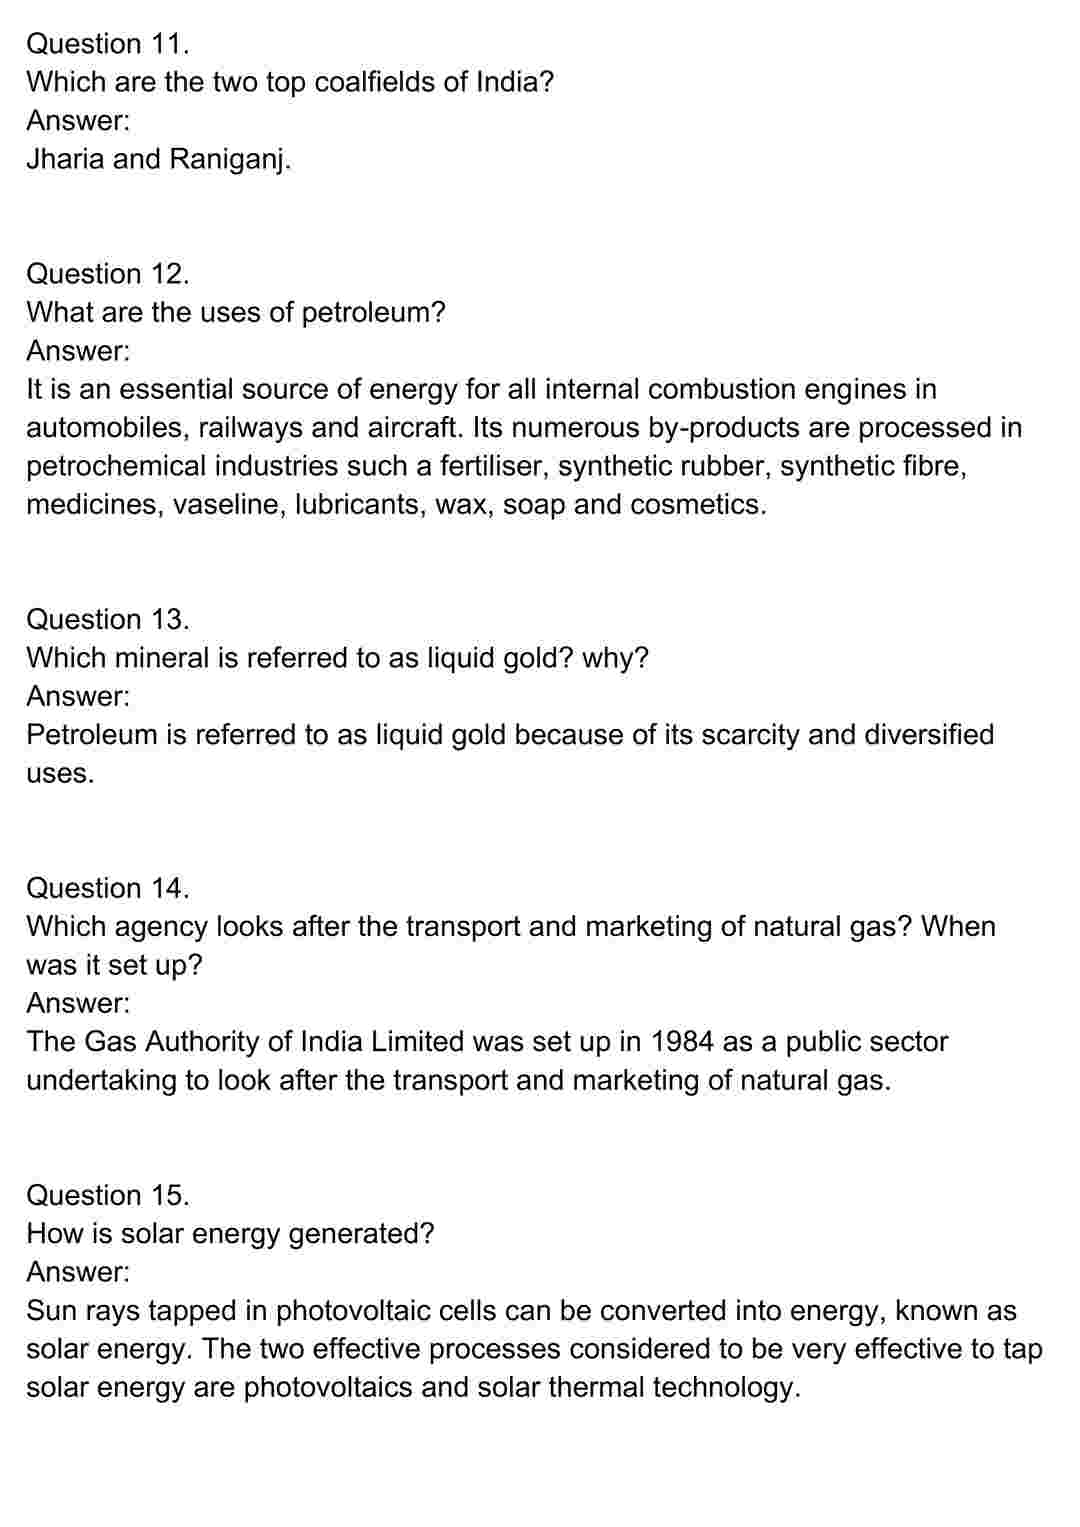 Question 11.
Which are the two top coalfields of India?
Answer:
Jharia and Raniganj.
Question 12.
What are the uses of petroleum?
Answer:
It is an essential source of energy for all internal combustion engines in
automobiles, railways and aircraft. Its numerous by-products are processed in
petrochemical industries such a fertiliser, synthetic rubber, synthetic fibre,
medicines, vaseline, lubricants, wax, soap and cosmetics.
Question 13.
Which mineral is referred to as liquid gold? why?
Answer:
Petroleum is referred to as liquid gold because of its scarcity and diversified
uses.
Question 14.
Which agency looks after the transport and marketing of natural gas? When
was it set up?
Answer:
The Gas Authority of India Limited was set up in 1984 as a public sector
undertaking to look after the transport and marketing of natural gas.
Question 15.
How is solar energy generated?
Answer:
Sun rays tapped in photovoltaic cells can be converted into energy, known as
solar energy. The two effective processes considered to be very effective to tap
solar energy are photovoltaics and solar thermal technology.